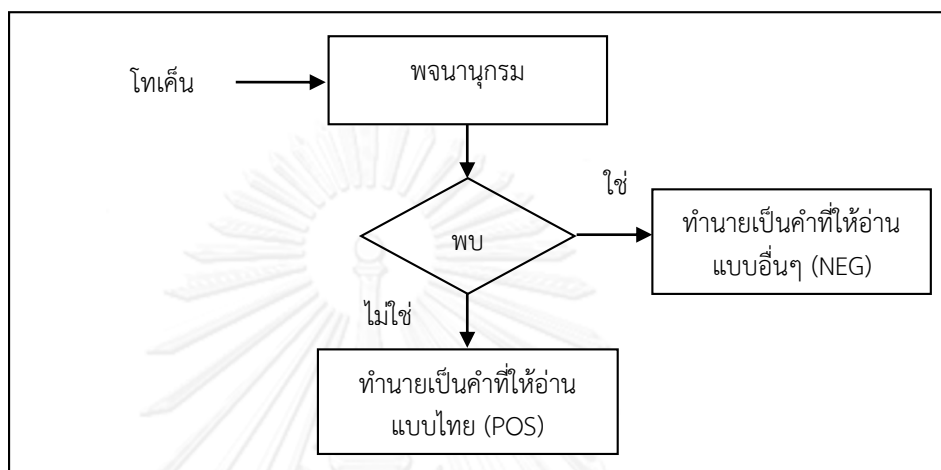 พจนานุกรม
โทเค็น
ใช่
พบ
ทำนายเป็นคำที่ให้อ่าน
แบบอื่นๆ (NEG)
ไม่ใช่
ทำนายเป็นคำที่ให้อ่าน
แบบไทย (POS)